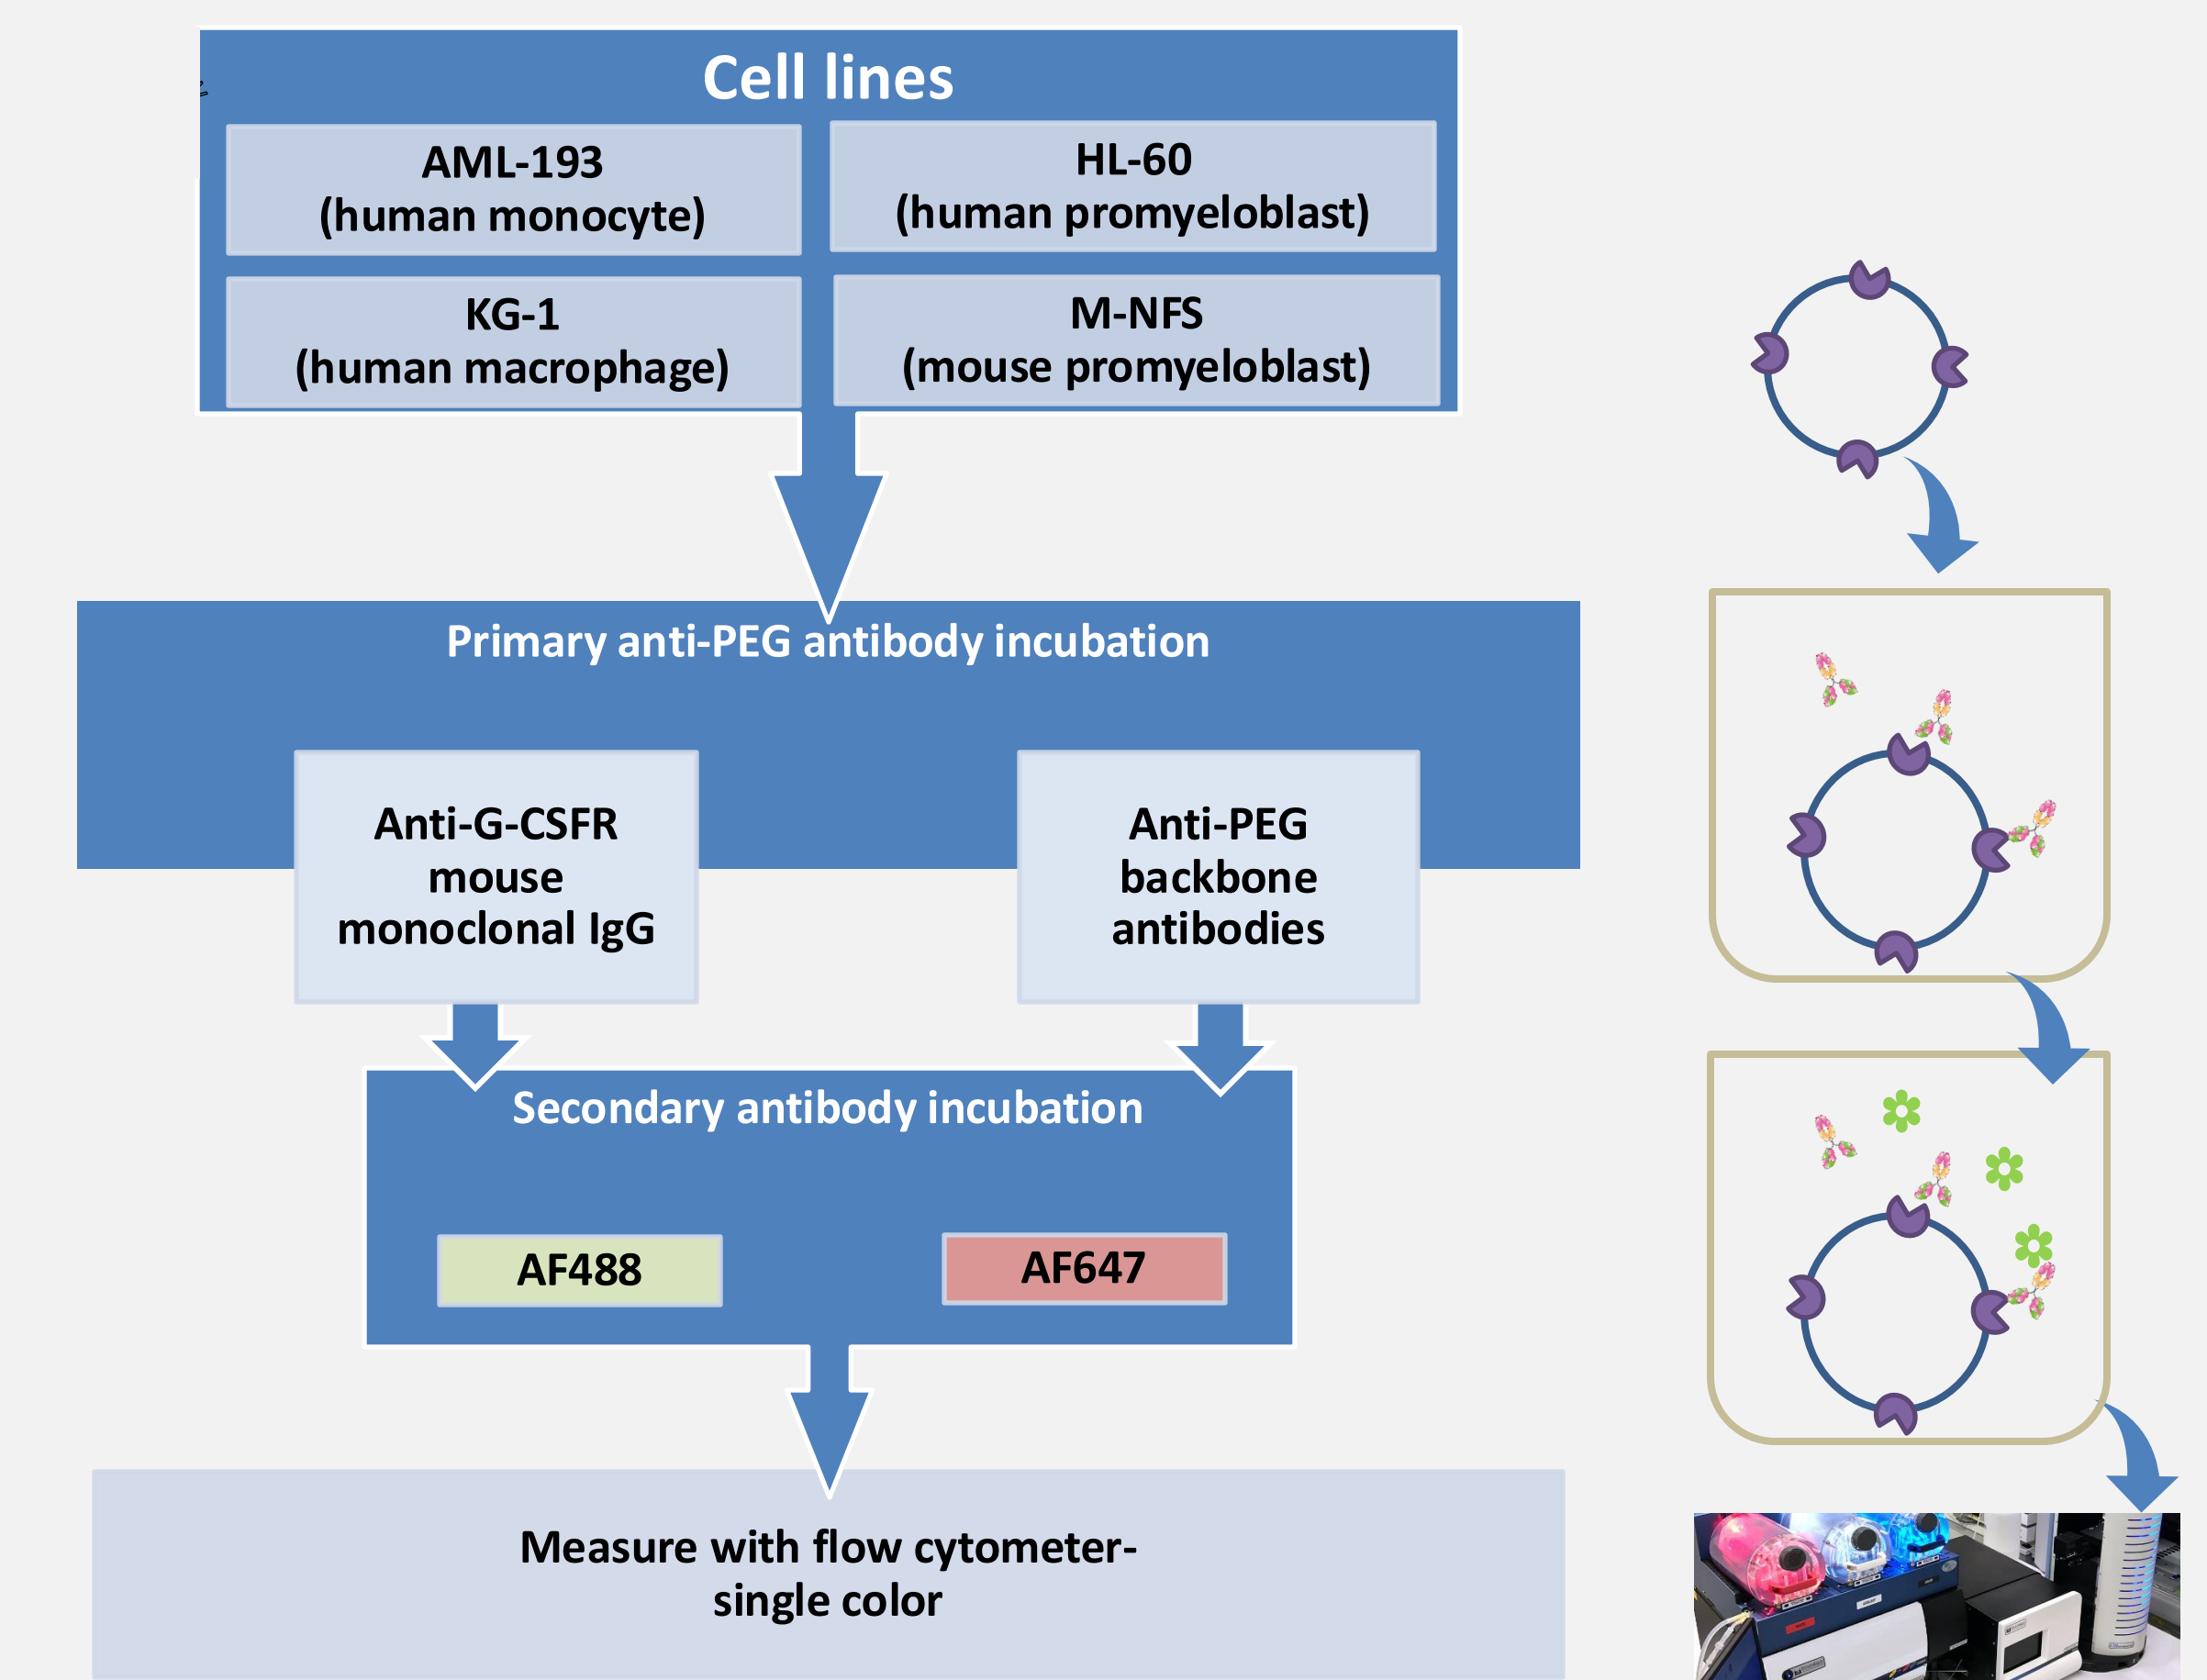 Cell lines
AML-193
(human monocyte)
HL-60
(human promyeloblast)
KG-1
(human macrophage)
M-NFS
(mouse promyeloblast)
Primary anti-PEG antibody incubation
Anti-G-CSFR
mouse
monoclonal IgG
Anti-PEG
backbone
antibodies
Secondary antibody incubation
AF488
AF647
Measure with flow cytometer-
single color